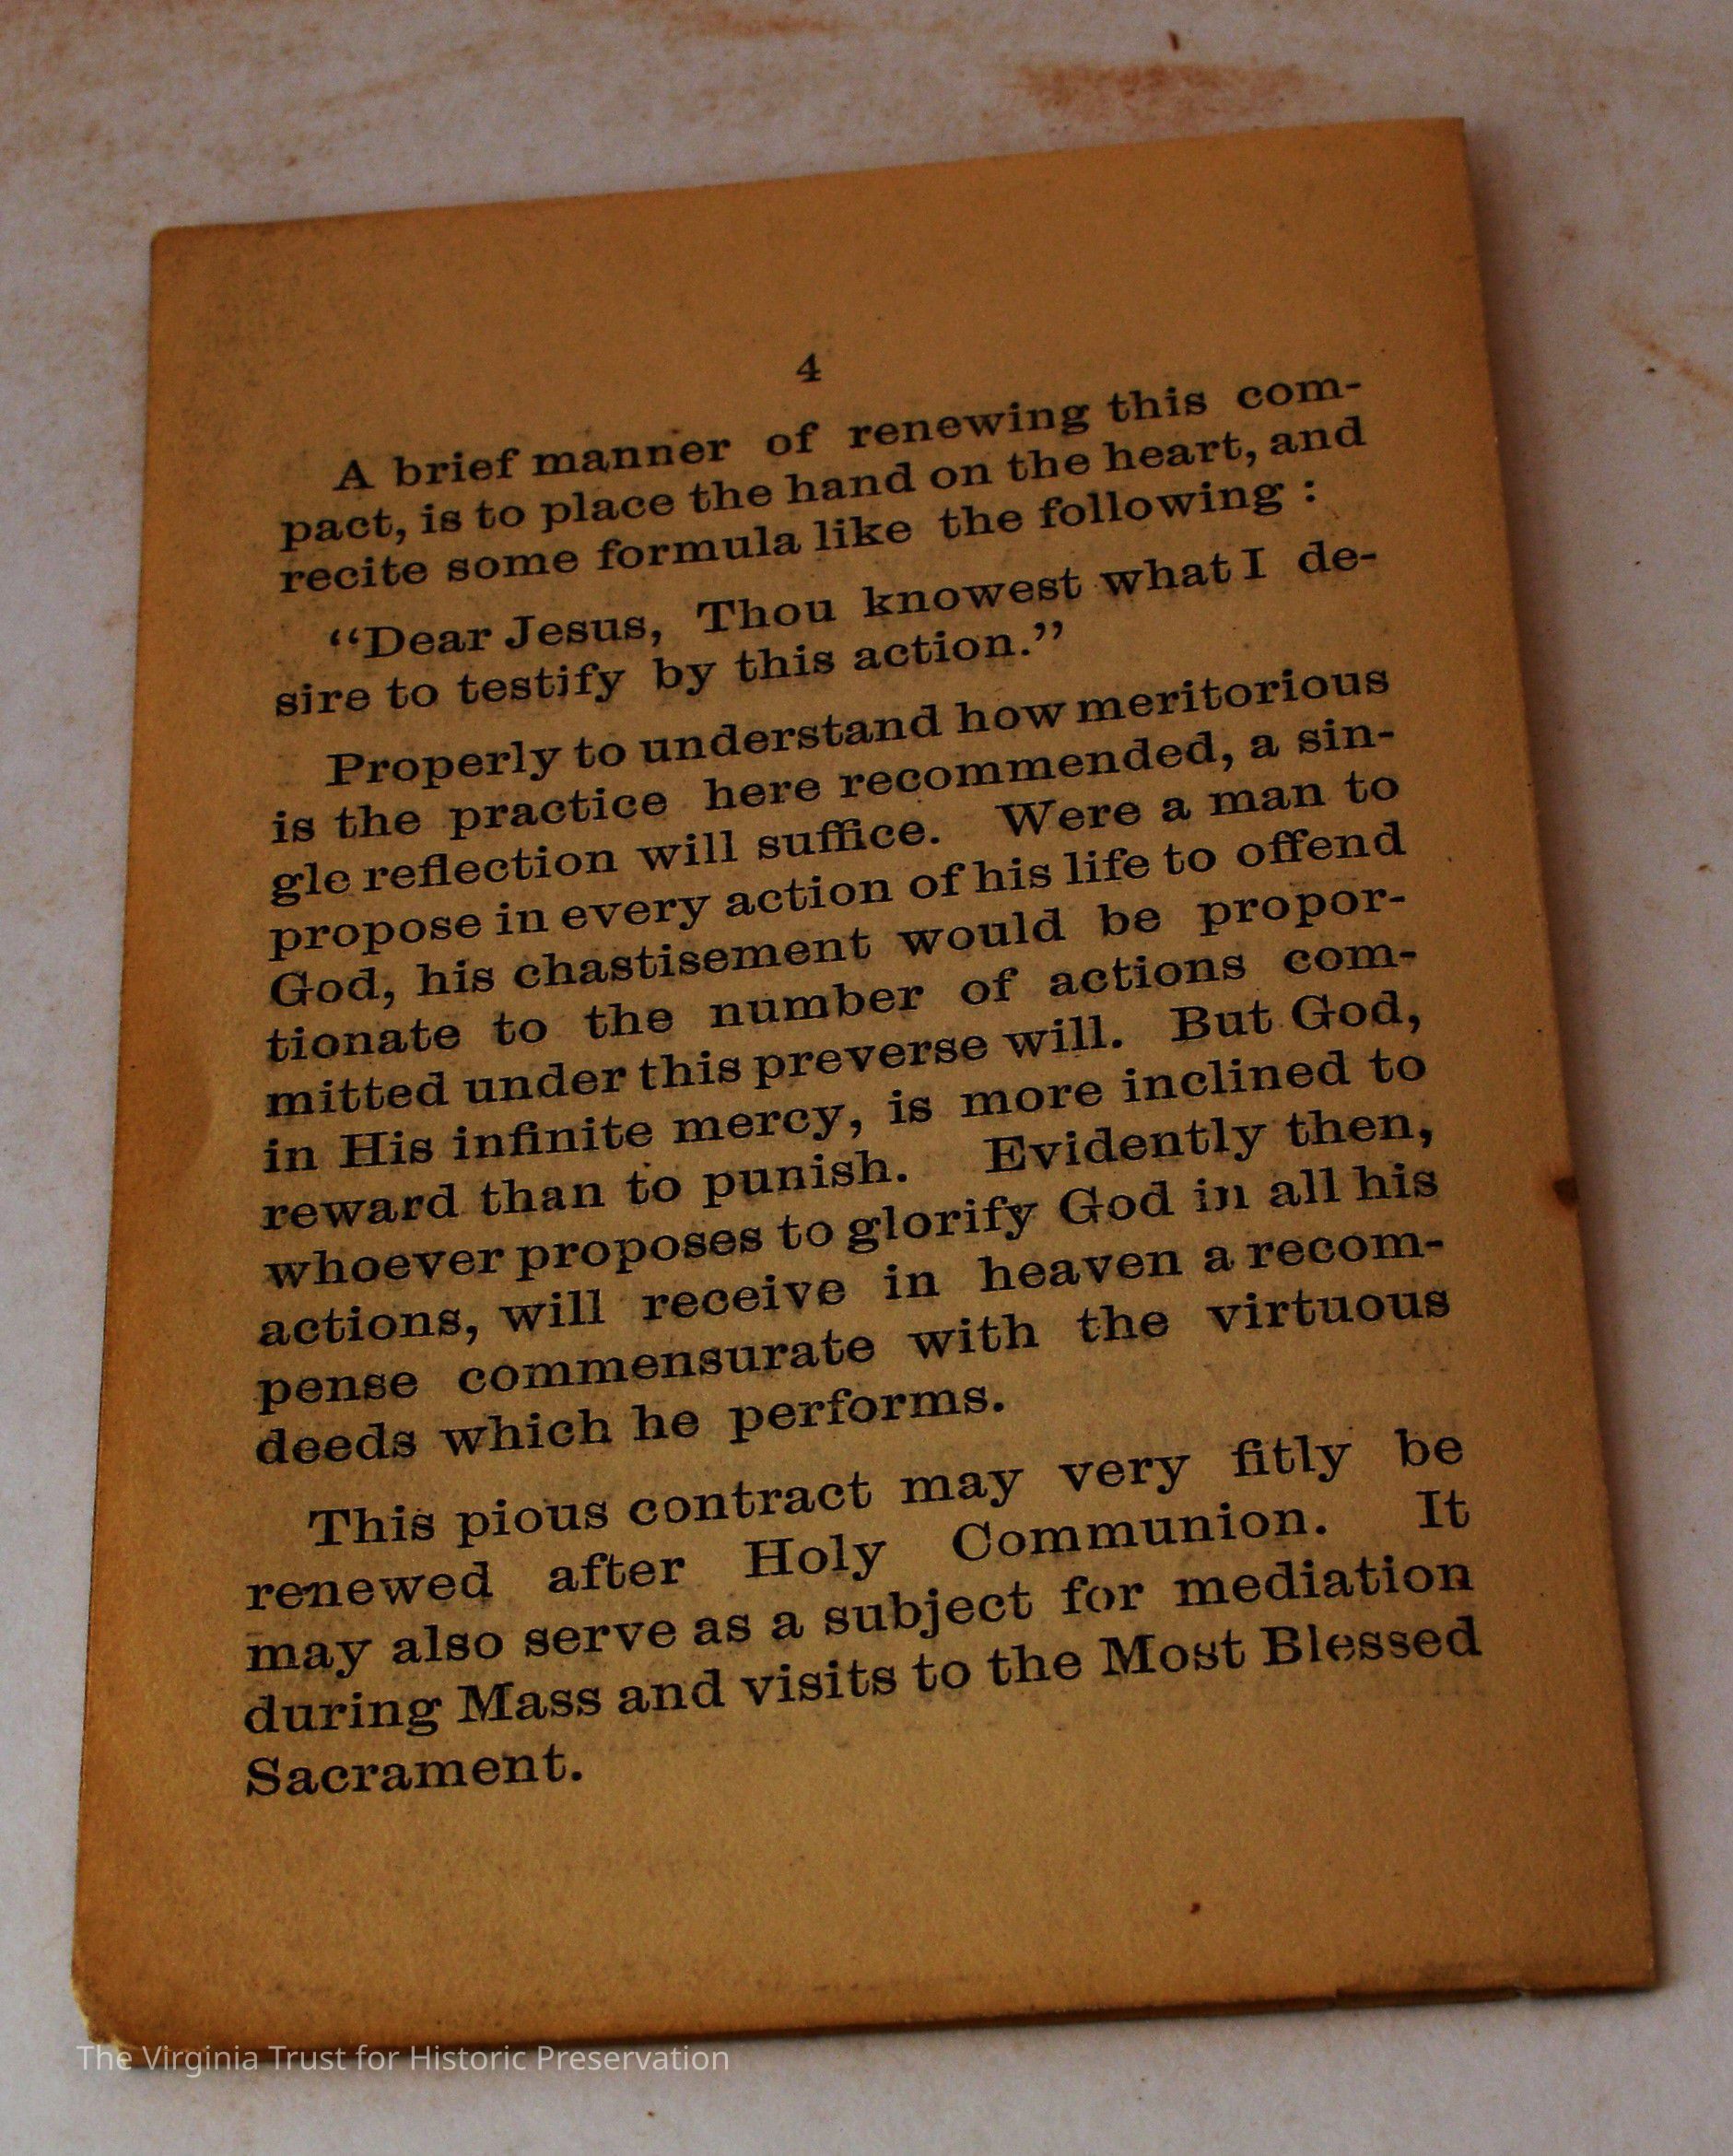 4
A brief manner of renewing this com-
pact, is to place the hand on the heart, and
recite some formula like the following :
“Dear Jesus, Thou knowest what I de-
sire to testify by this action.”
Properly to understand how meritorious
is the practice here recommended, a sin-
gle reflection will suffice. Were a man to
propose in every action of his life to offend
God, his chastisement would be propor-
tionate to the number of actions com-
mitted under this preverse will. But God,
in His infinite mercy, is more inclined to
reward than to punish. Evidently then,
whoever proposes to glorify God in all his
actions, will receive in heaven a recom-
pense commensurate with the virtuous
deeds which he performs.
This pious contract may very fitly be
renewed after Holy Communion. It
may also serve as a subject for mediation
during Mass and visits to the Most Blessed
Sacrament.
The Virginia Trust for Historic Preservation